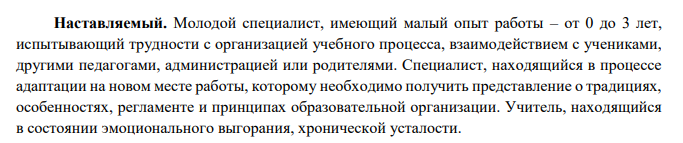 Наставляемый. Молодой специалист, имеющий малый опыт работы – от 0 до 3 лет,
испытывающий трудности с организацией учебного процесса, взаимодействием с учениками,
другими педагогами, администрацией или родителями. Специалист, находящийся в процессе
адаптации на новом месте работы, которому необходимо получить представление о традициях,
особенностях, регламенте и принципах образовательной организации. Учитель, находящийся
в состоянии эмоционального выгорания, хронической усталости.